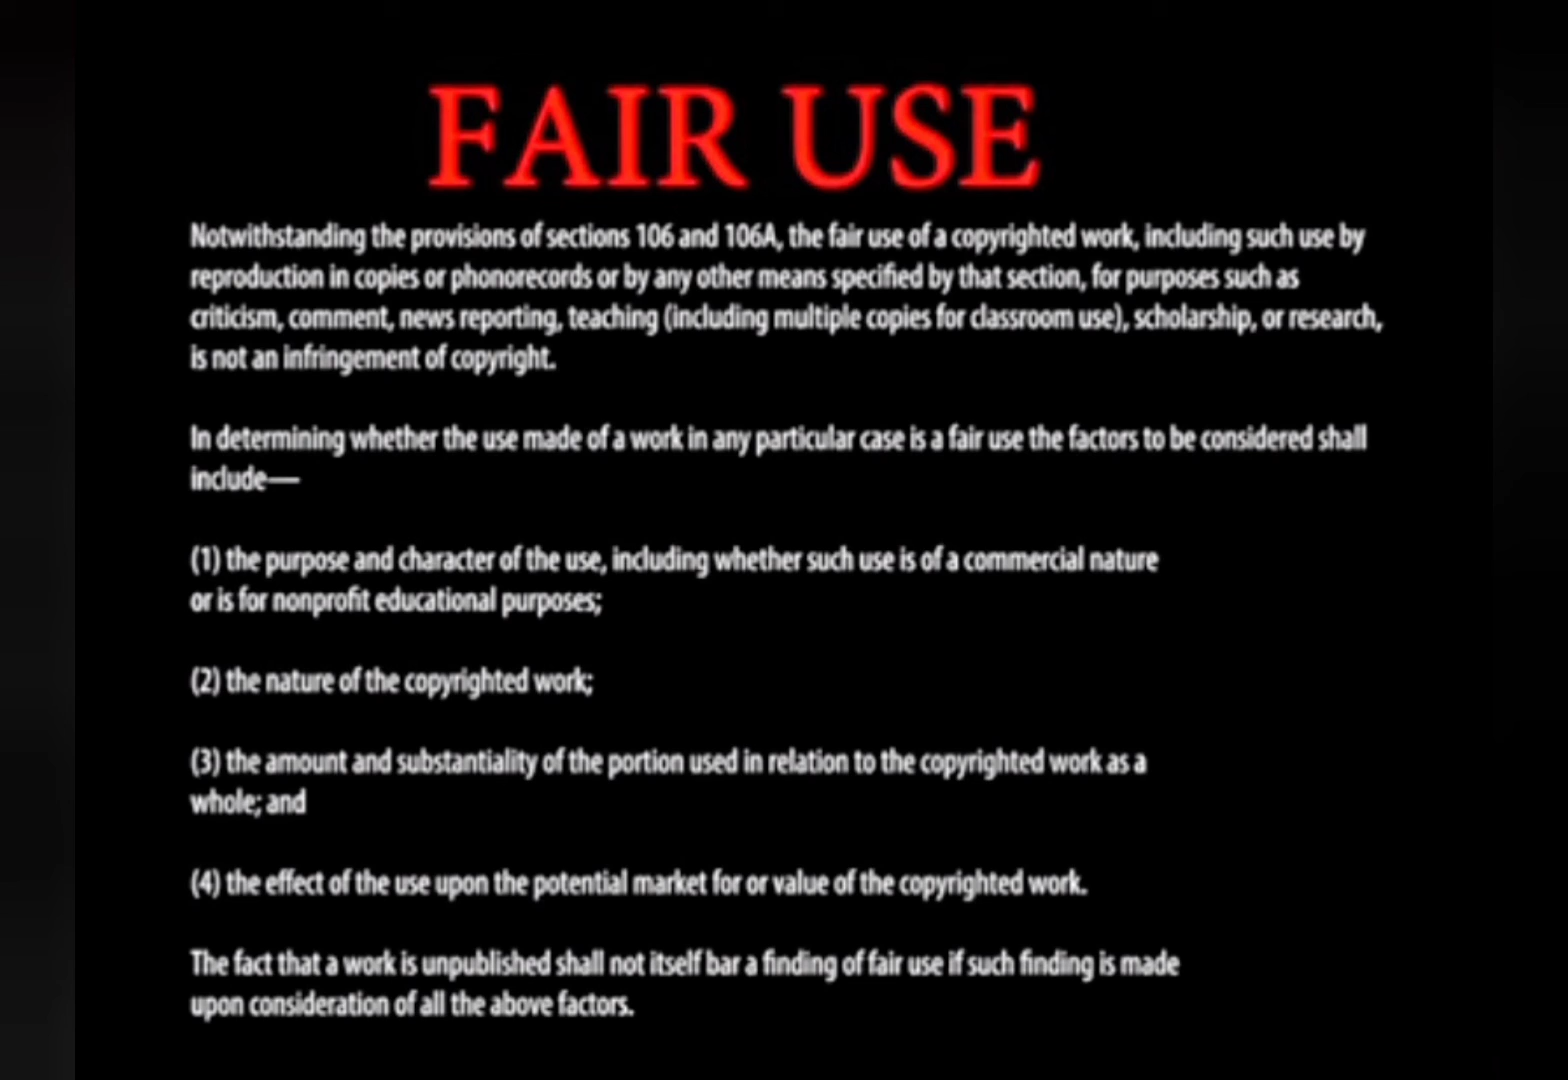 FAIR USE
Notwithstanding the provisions of sections 106 and 106A, the fair use of a copyrighted work, including such use by
reproduction in copies or phonorecords or by any other means specified by that section, for purposes such as
criticism, comment, news reporting, teaching (including multiple copies for classroom use), scholarship, or research,
is not an infringement of copyright.
In determining whether the use made of a work in any particular case is a fair use the factors to be considered shall
include—
(1) the purpose and character of the use, including whether such use is of a commercial nature
or is for nonprofit educational purposes;
(2) the nature of the copyrighted work;
(3) the amount and substantiality of the portion used in relation to the copyrighted work as a
whole; and
(4) the effect of the use upon the potential market for or value of the copyrighted work.
The fact that a work is unpublished shall not itself bar a finding of fair use if such finding is made
upon consideration of all the above factors.